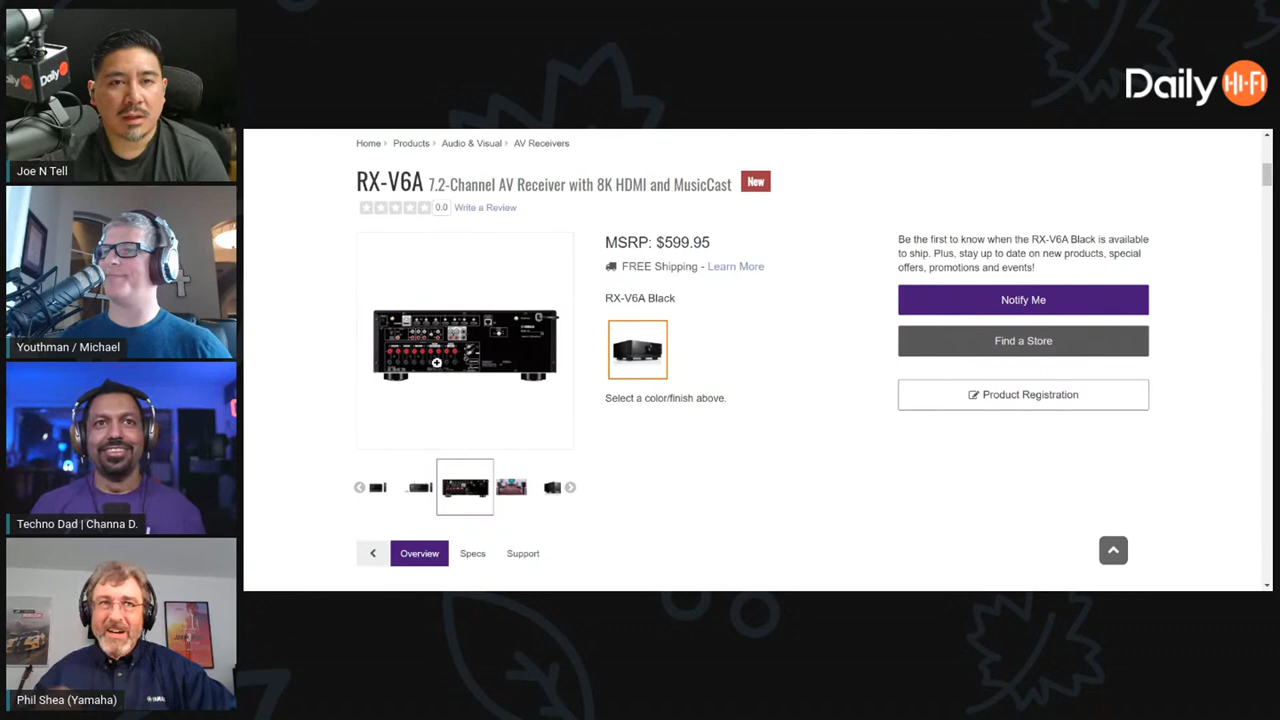 Daily HI-FI
Daily
Joe N Tell
Youthman / Michael
Techno Dad | Channa D.
Phil Shea (Yamaha)
YAMAHA
Home Products Audio & Visual AV Receivers
RX-V6A 7.2-Channel AV Receiver with 8K HDMI and MusicCast New
0.0 Write a Review
MSRP: $599.95
FREE Shipping - Learn More
RX-V6A Black
Select a color/finish above.
Be the first to know when the RX-V6A Black is available
to ship. Plus, stay up to date on new products, special
offers, promotions and events!
Notify Me
Find a Store
Product Registration
Overview Specs Support